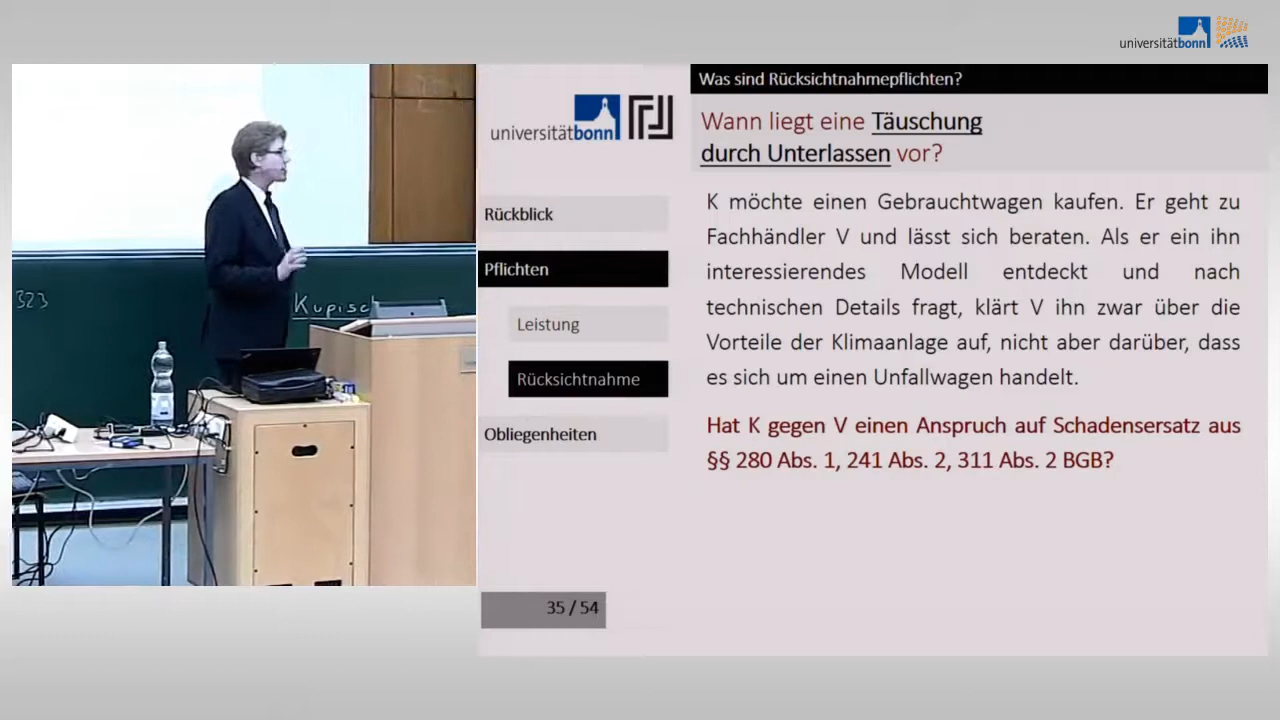 universitätbonn
Was sind Rücksichtnahmepflichten?
universitätbonn
Wann liegt eine Täuschung
durch Unterlassen vor?
Rückblick
Pflichten
Leistung
Rücksichtnahme
Obliegenheiten
K möchte einen Gebrauchtwagen kaufen. Er geht zu
Fachhändler V und lässt sich beraten. Als er ein ihn
interessierendes Modell entdeckt und nach
technischen Details fragt, klärt V ihn zwar über die
Vorteile der Klimaanlage auf, nicht aber darüber, dass
es sich um einen Unfallwagen handelt.
Hat K gegen V einen Anspruch auf Schadensersatz aus
§§ 280 Abs. 1, 241 Abs. 2, 311 Abs. 2 BGB?
35 / 54
323